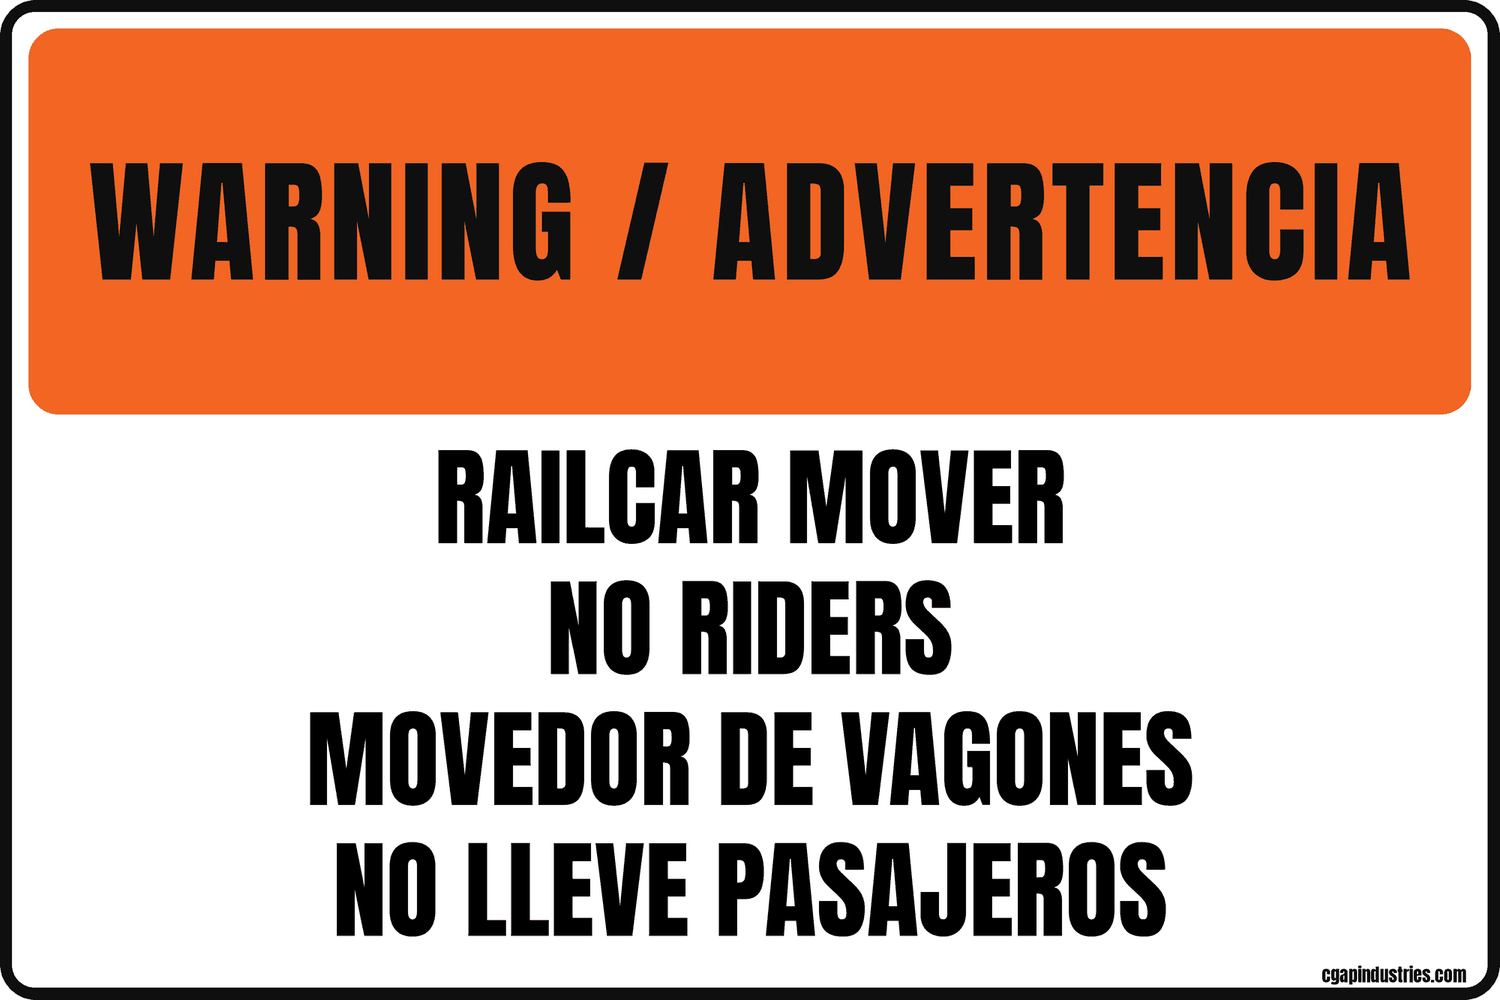 WARNING / ADVERTENCIA
RAILCAR MOVER
NO RIDERS
MOVEDOR DE VAGONES
NO LLEVE PASAJEROS
cgapindustries.com